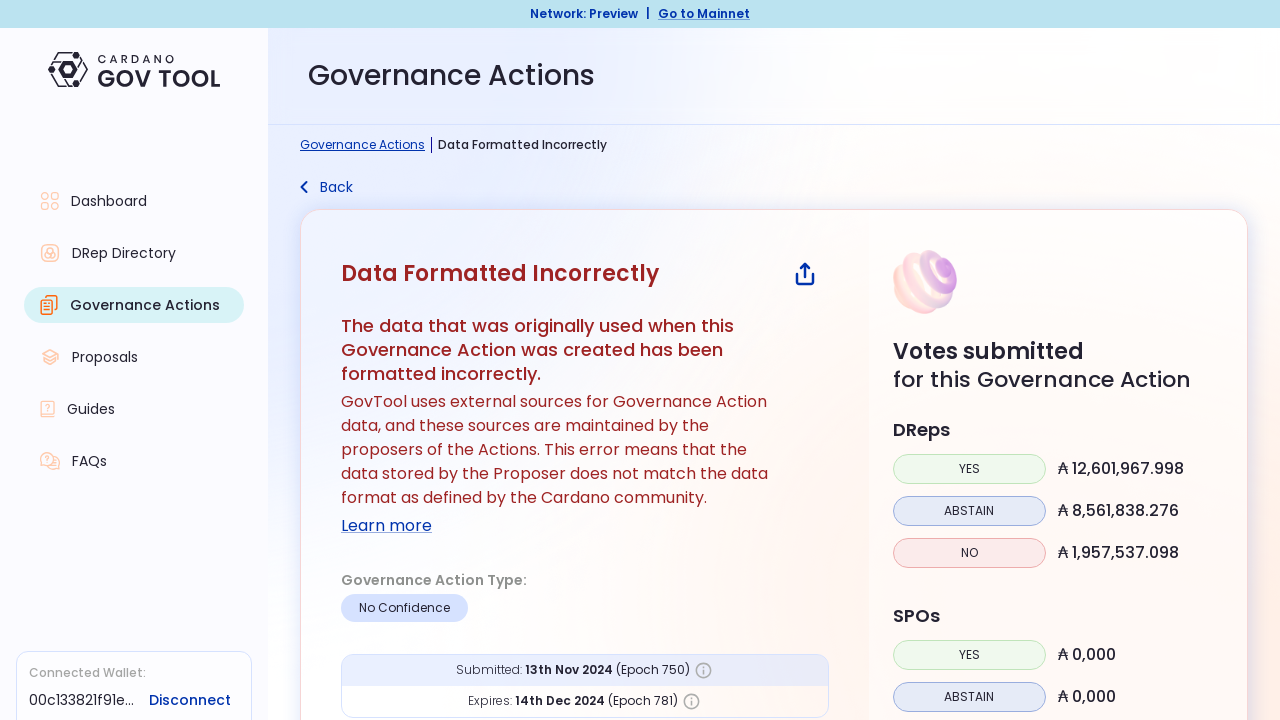 Network: Preview | Go to Mainnet
CARDANO
GOV TOOL
Dashboard
DRep Directory
Governance Actions
Proposals
Guides
FAQs
Connected Wallet:
00c133821f91e...
Disconnect
Governance Actions
Governance Actions | Data Formatted Incorrectly
Back
Data Formatted Incorrectly
The data that was originally used when this
Governance Action was created has been
formatted incorrectly.
GovTool uses external sources for Governance Action
data, and these sources are maintained by the
proposers of the Actions. This error means that the
data stored by the Proposer does not match the data
format as defined by the Cardano community.
Learn more
Governance Action Type:
No Confidence
Submitted: 13th Nov 2024 (Epoch 750)
Expires: 14th Dec 2024 (Epoch 781)
Votes submitted
for this Governance Action
DReps
YES ₳ 12,601,967.998
ABSTAIN ₳ 8,561,838.276
NO ₳ 1,957,537.098
SPOs
YES ₳ 0,000
ABSTAIN ₳ 0,000